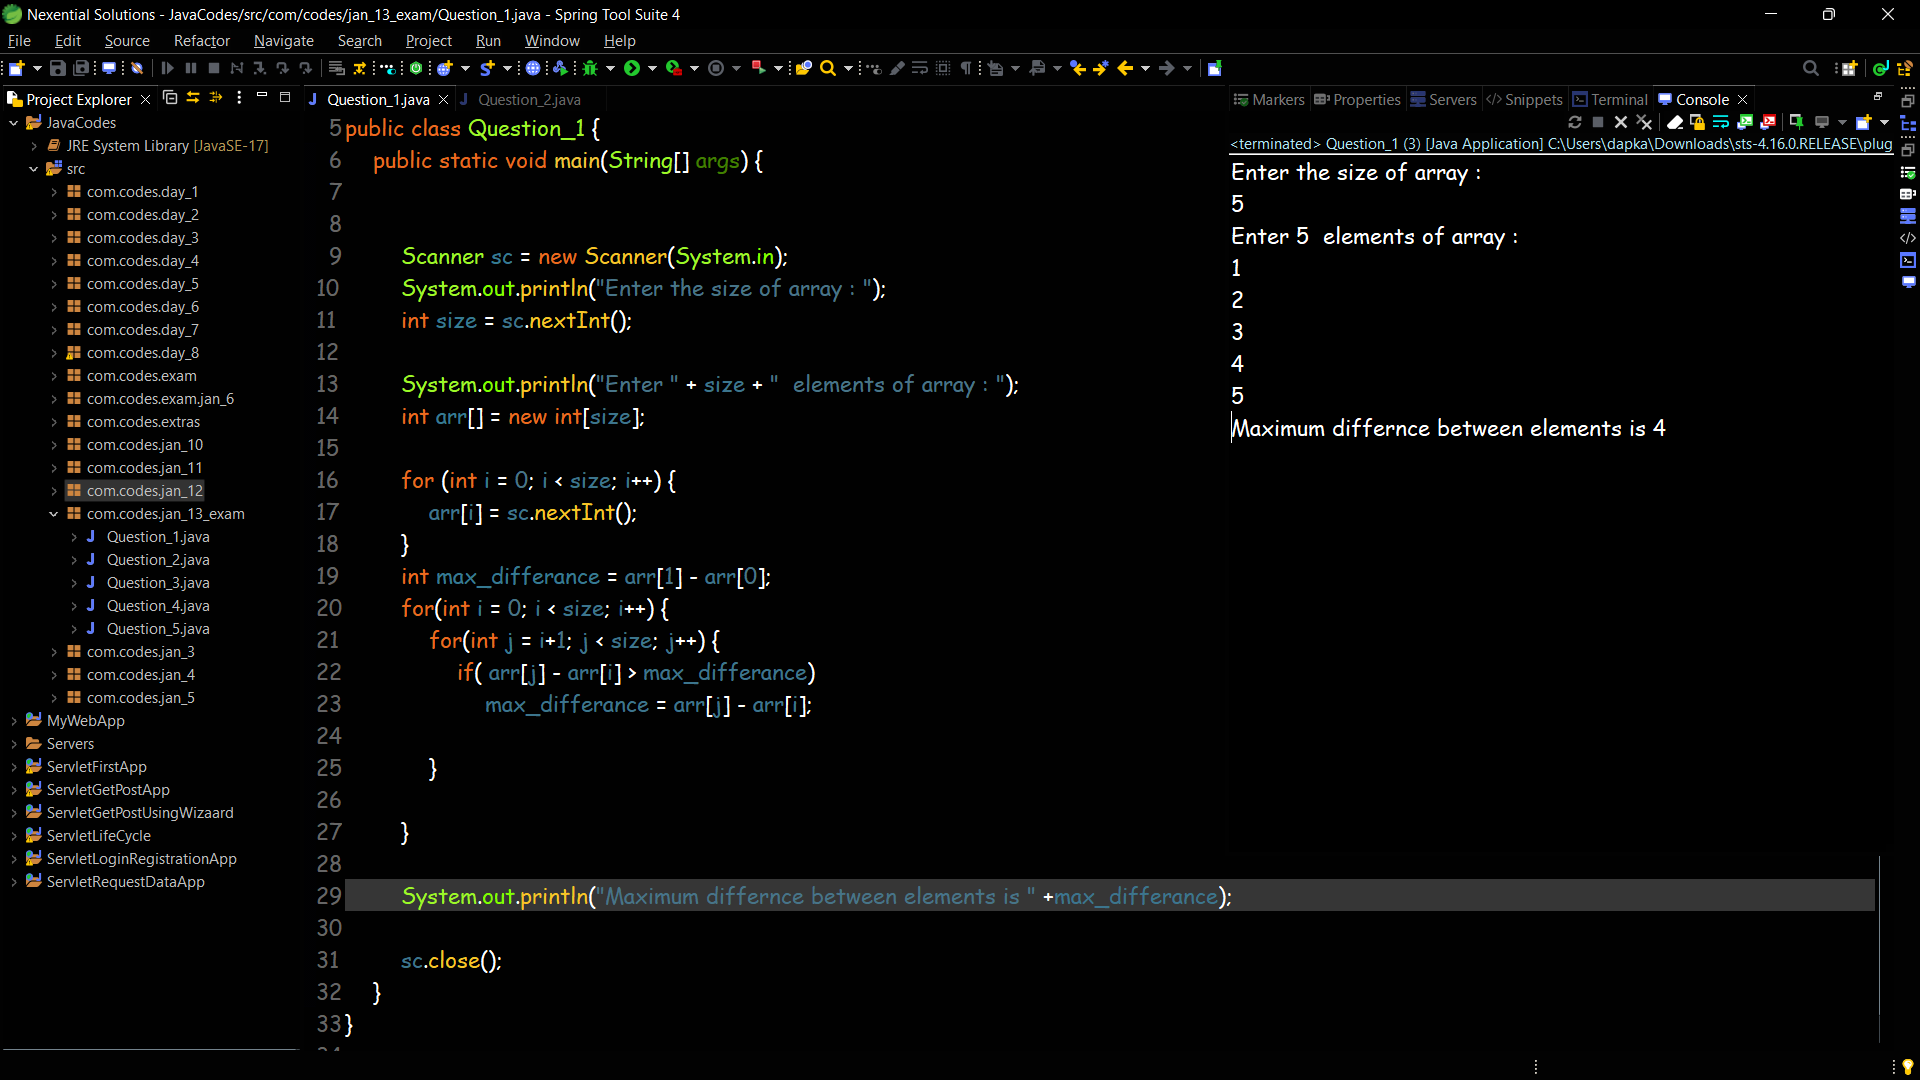 Nexential Solutions - JavaCodes/src/com/codes/jan_13_exam/Question_1.java - Spring Tool Suite 4
File Edit Source Refactor Navigate Search Project Run Window Help
Project Explorer
JavaCodes
JRE System Library [JavaSE-17]
src
com.codes.day_1
com.codes.day_2
com.codes.day_3
com.codes.day_4
com.codes.day_5
com.codes.day_6
com.codes.day_7
com.codes.day_8
com.codes.exam
com.codes.exam.jan_6
com.codes.extras
com.codes.jan_10
com.codes.jan_11
com.codes.jan_12
com.codes.jan_13_exam
Question_1.java
Question_2.java
Question_3.java
Question_4.java
Question_5.java
com.codes.jan_3
com.codes.jan_4
com.codes.jan_5
MyWebApp
Servers
ServletFirstApp
ServletGetPostApp
ServletGetPostUsingWizaard
ServletLifeCycle
ServletLoginRegistrationApp
ServletRequestDataApp
Question_1.java Question_2.java
5 public class Question_1 {
6 public static void main(String[] args) {
7
8
9 Scanner sc = new Scanner(System.in);
10 System.out.println("Enter the size of array : ");
11 int size = sc.nextInt();
12
13 System.out.println("Enter " + size + "  elements of array : ");
14 int arr[] = new int[size];
15
16 for (int i = 0; i < size; i++) {
17 arr[i] = sc.nextInt();
18 }
19 int max_differance = arr[1] - arr[0];
20 for(int i = 0; i < size; i++) {
21 for(int j = i+1; j < size; j++) {
22 if( arr[j] - arr[i] > max_differance)
23 max_differance = arr[j] - arr[i];
24
25 }
26
27 }
28
29 System.out.println("Maximum differnce between elements is " +max_differance);
30
31 sc.close();
32 }
33 }
Markers Properties Servers Snippets Terminal Console
<terminated> Question_1 (3) [Java Application] C:\Users\dapka\Downloads\sts-4.16.0.RELEASE\plug
Enter the size of array :
5
Enter 5  elements of array :
1
2
3
4
5
Maximum differnce between elements is 4